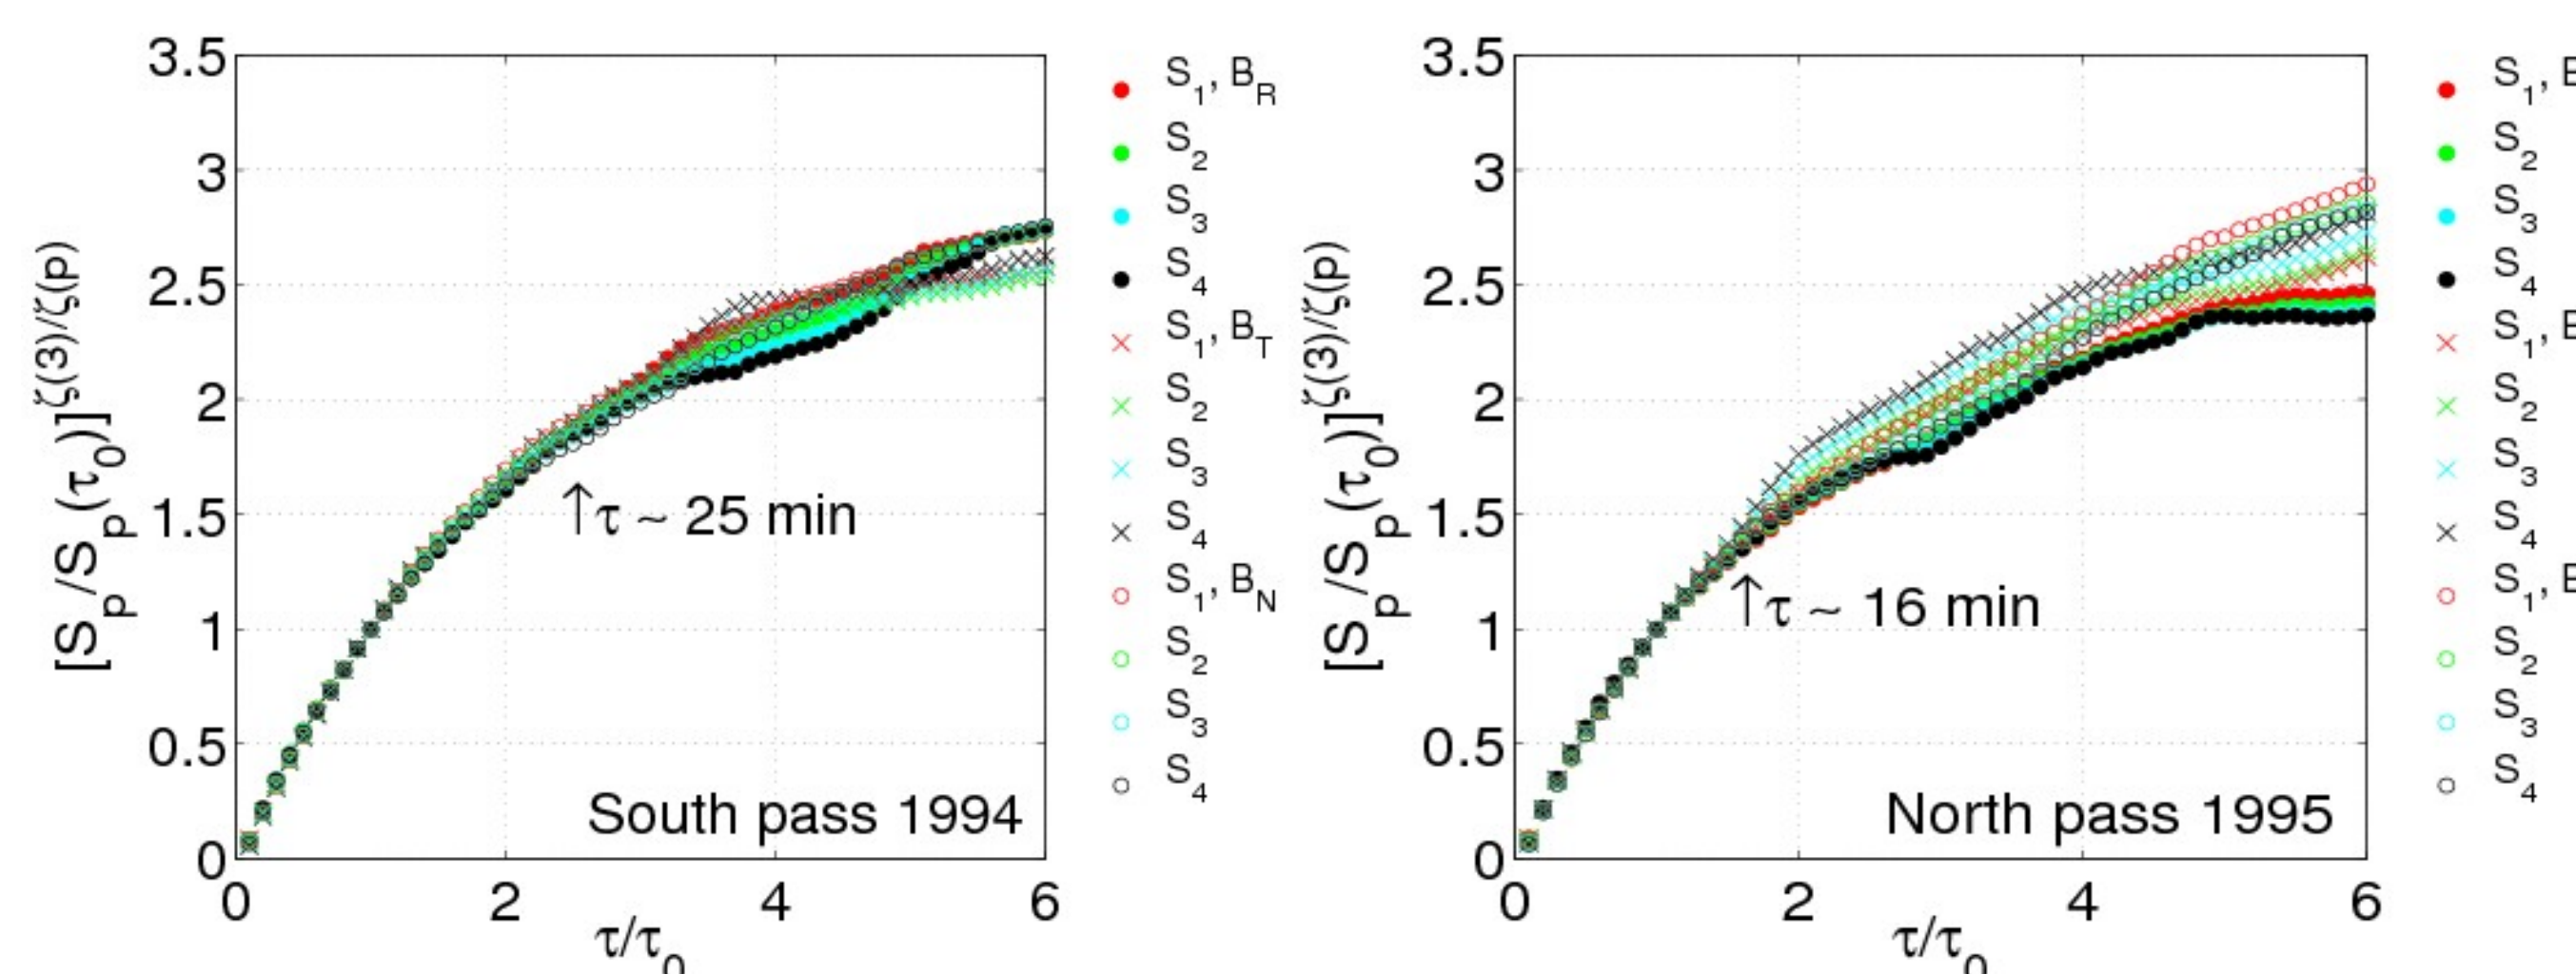 3.5
3
2.5
2
1.5
1
0.5
0
0 2 4 6
[S_p/S_p(τ_0)]^ζ(3)/ζ(p)
τ/τ_0
↑τ ~ 25 min
South pass 1994
S_1, B_R
S_2
S_3
S_4
S_1, B_T
S_2
S_3
S_4
S_1, B_N
S_2
S_3
S_4
3.5
3
2.5
2
1.5
1
0.5
0
0 2 4 6
[S_p/S_p(τ_0)]^ζ(3)/ζ(p)
τ/τ_0
↑τ ~ 16 min
North pass 1995
S_1, B
S_2
S_3
S_4
S_1, B
S_2
S_3
S_4
S_1, B
S_2
S_3
S_4